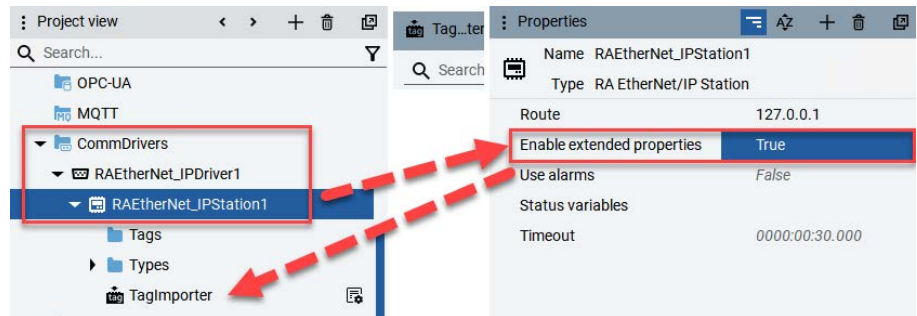 Project view
Search...
OPC-UA
MQTT
CommDrivers
RAEtherNet_IPDriver1
RAEtherNet_IPStation1
Tags
Types
tag TagImporter
tag Tag...ter
Search
Properties
Name RAEtherNet_IPStation1
Type RA EtherNet/IP Station
Route 127.0.0.1
Enable extended properties True
Use alarms False
Status variables
Timeout 0000:00:30.000